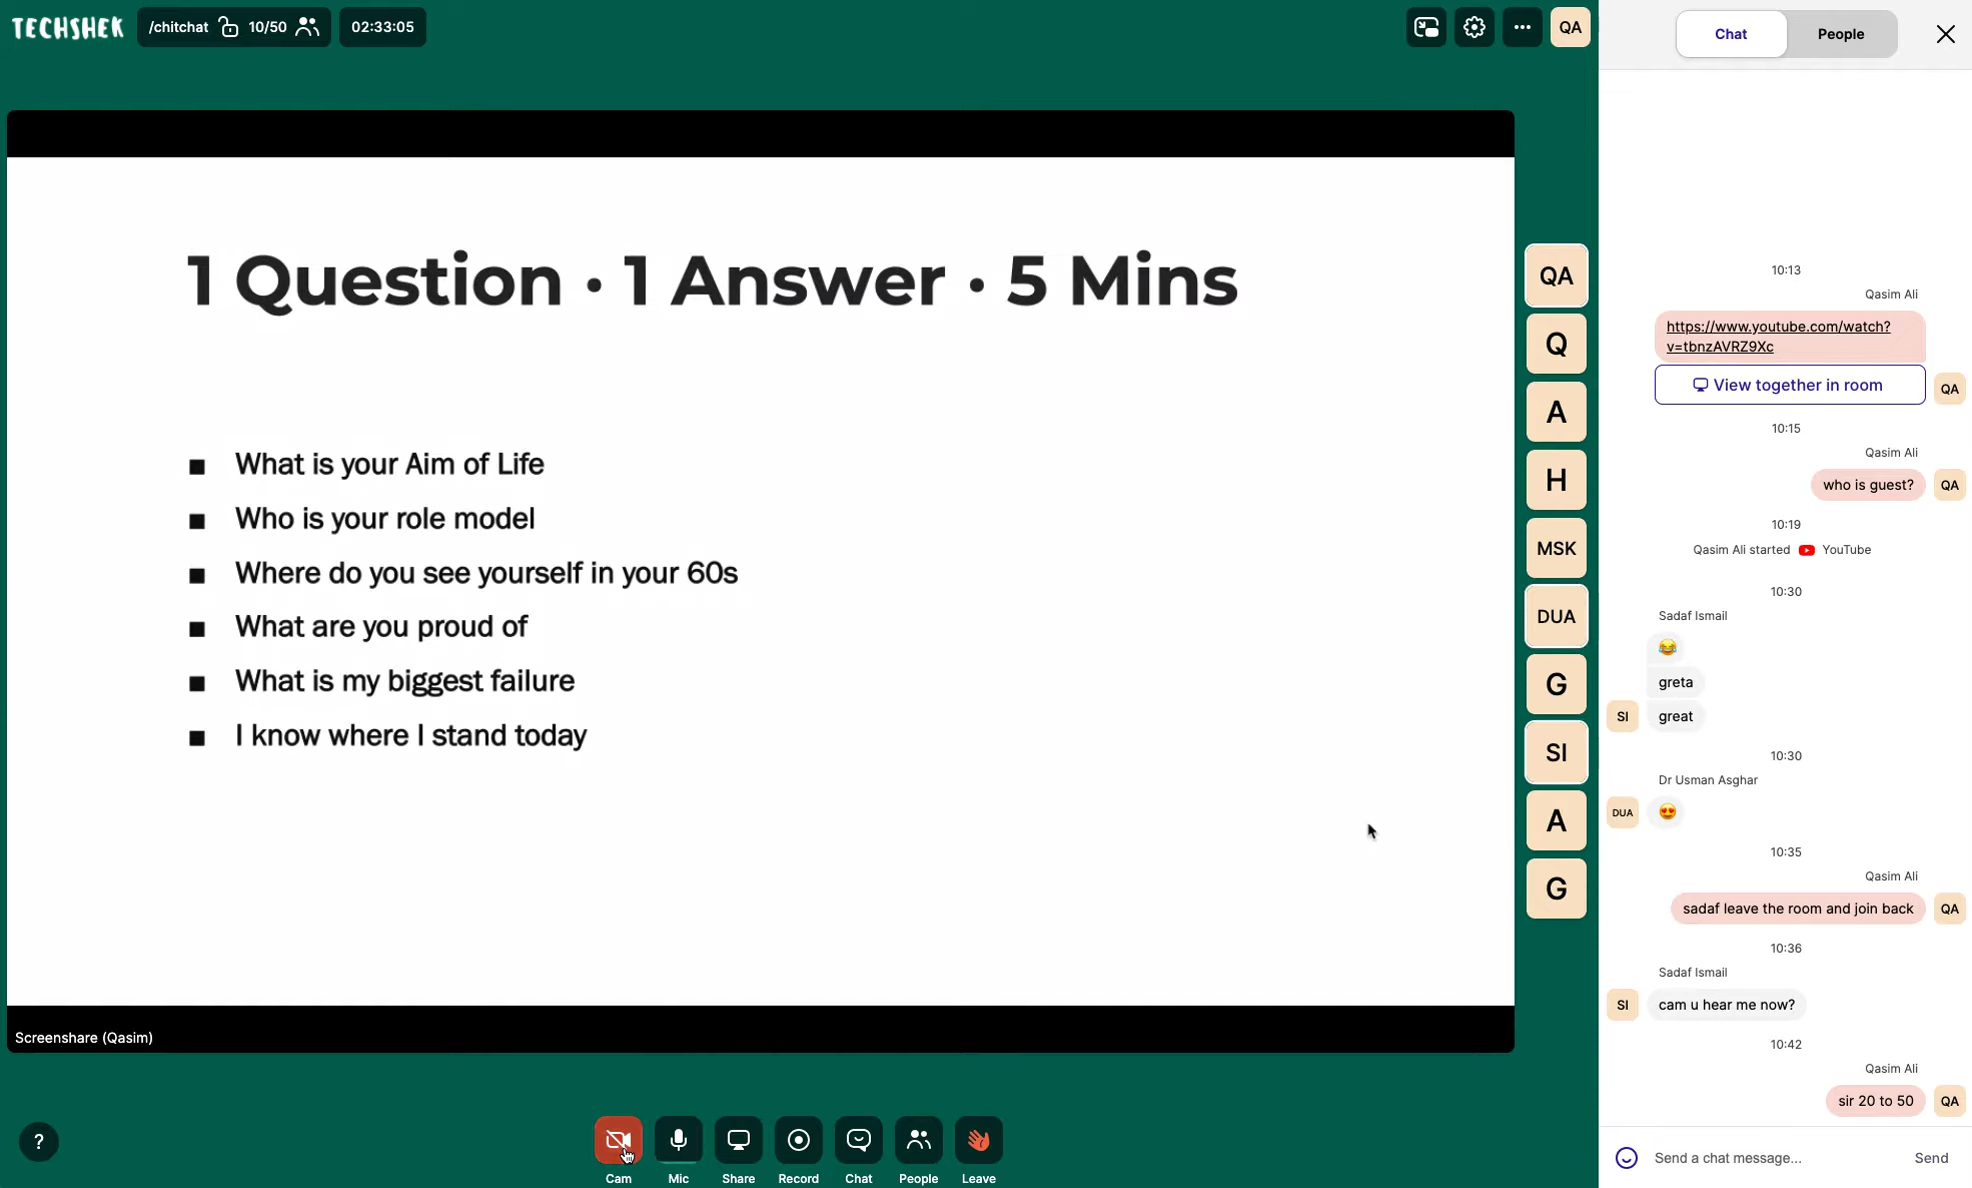 TECHSHEK
/chitchat 10/50
02:33:05
QA
Chat
People
1 Question · 1 Answer · 5 Mins
■ What is your Aim of Life
■ Who is your role model
■ Where do you see yourself in your 60s
■ What are you proud of
■ What is my biggest failure
■ I know where I stand today
Screenshare (Qasim)
QA
Q
A
H
MSK
DUA
G
SI
A
G
10:13
Qasim Ali
https://www.youtube.com/watch?
v=tbnzAVRZ9Xc
View together in room
QA
10:15
Qasim Ali
who is guest?
QA
10:19
Qasim Ali started YouTube
10:30
Sadaf Ismail
😂
greta
SI
great
10:30
Dr Usman Asghar
DUA
😍
10:35
Qasim Ali
sadaf leave the room and join back
QA
10:36
Sadaf Ismail
SI
cam u hear me now?
10:42
Qasim Ali
sir 20 to 50
QA
Send a chat message...
Send
?
Cam
Mic
Share
Record
Chat
People
Leave